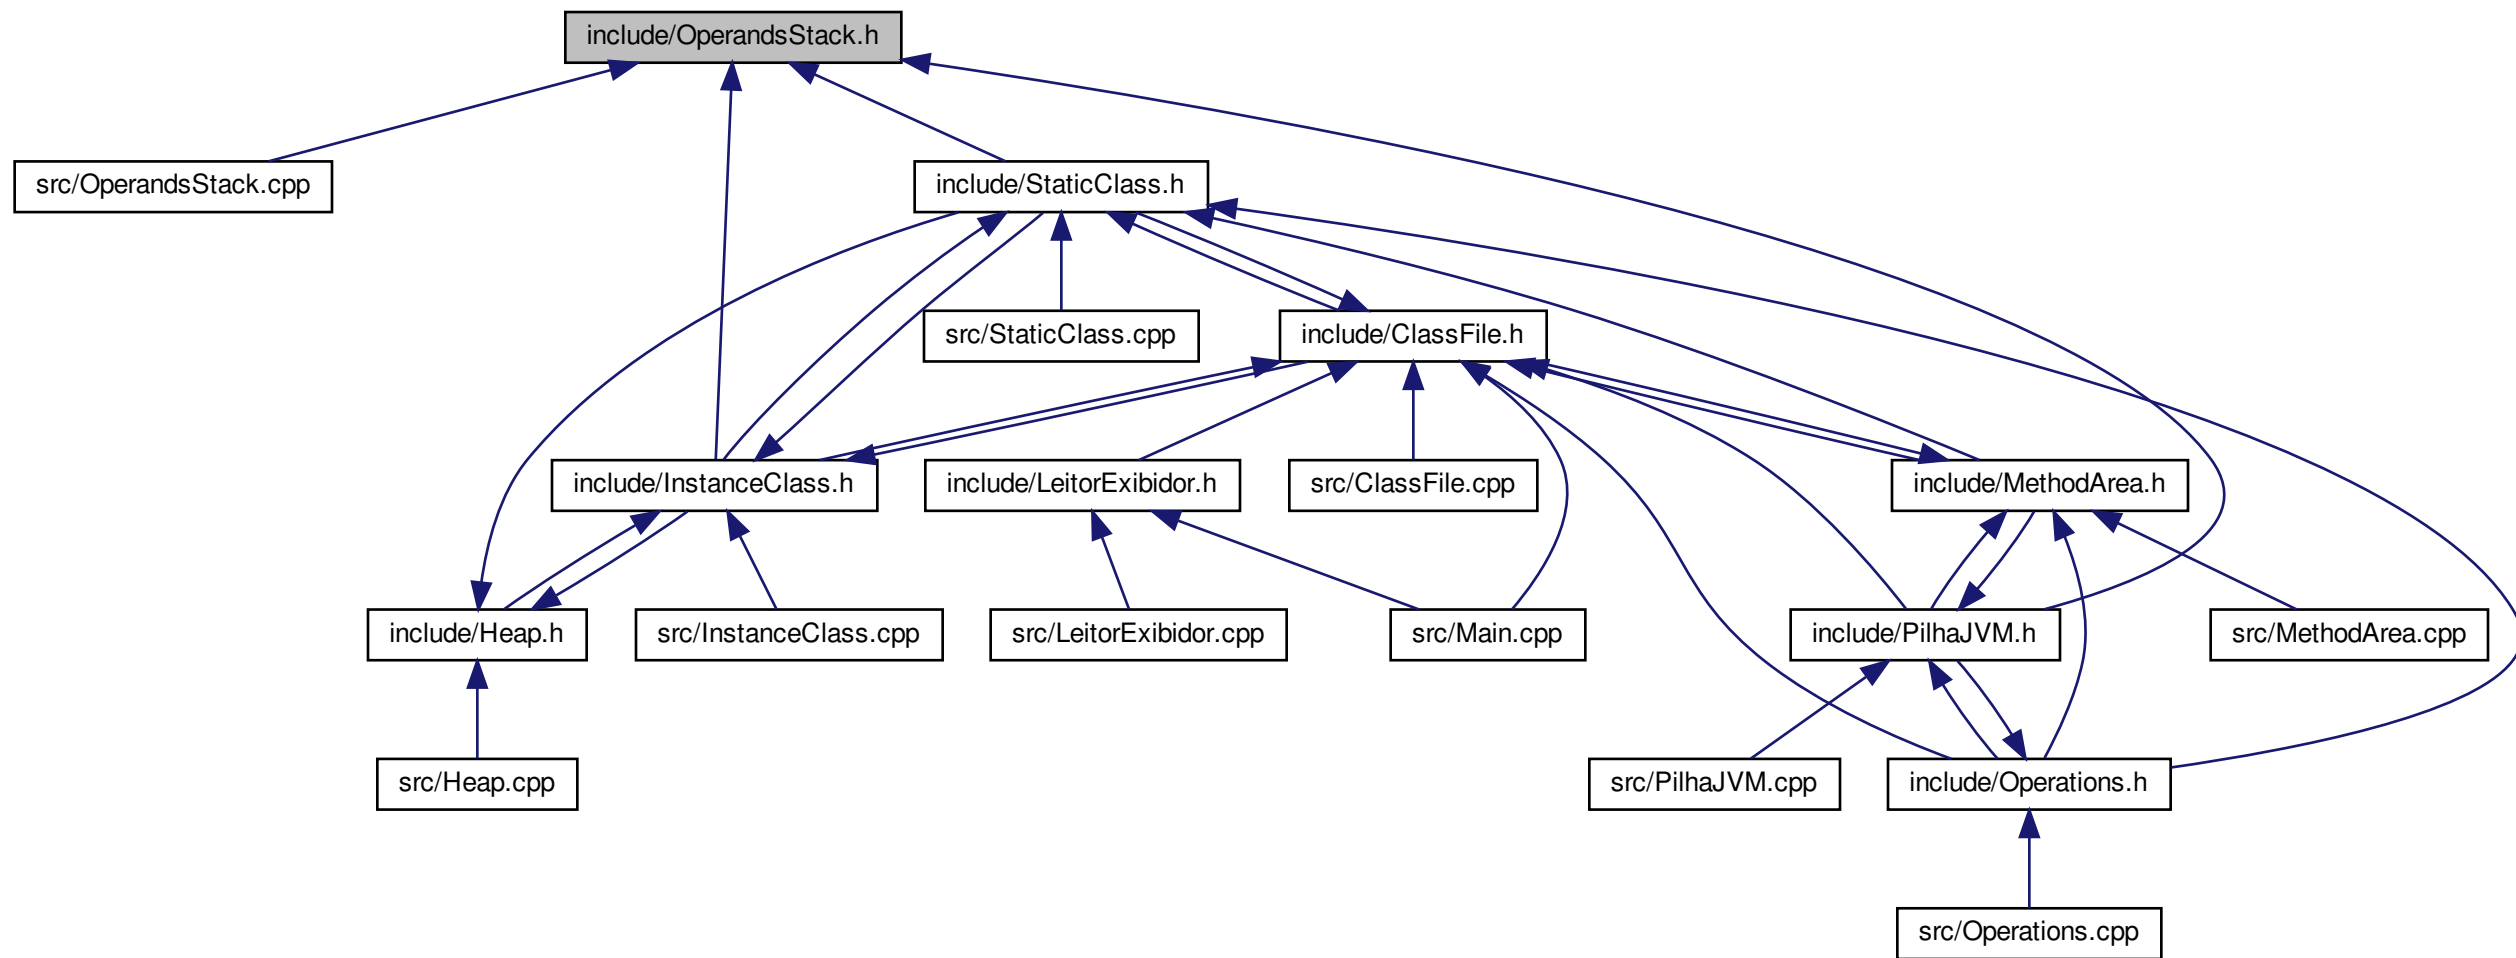 include/OperandsStack.h
src/OperandsStack.cpp
include/StaticClass.h
src/StaticClass.cpp
include/ClassFile.h
include/InstanceClass.h
include/LeitorExibidor.h
src/ClassFile.cpp
include/MethodArea.h
include/Heap.h
src/InstanceClass.cpp
src/LeitorExibidor.cpp
src/Main.cpp
include/PilhaJVM.h
src/MethodArea.cpp
src/Heap.cpp
src/PilhaJVM.cpp
include/Operations.h
src/Operations.cpp